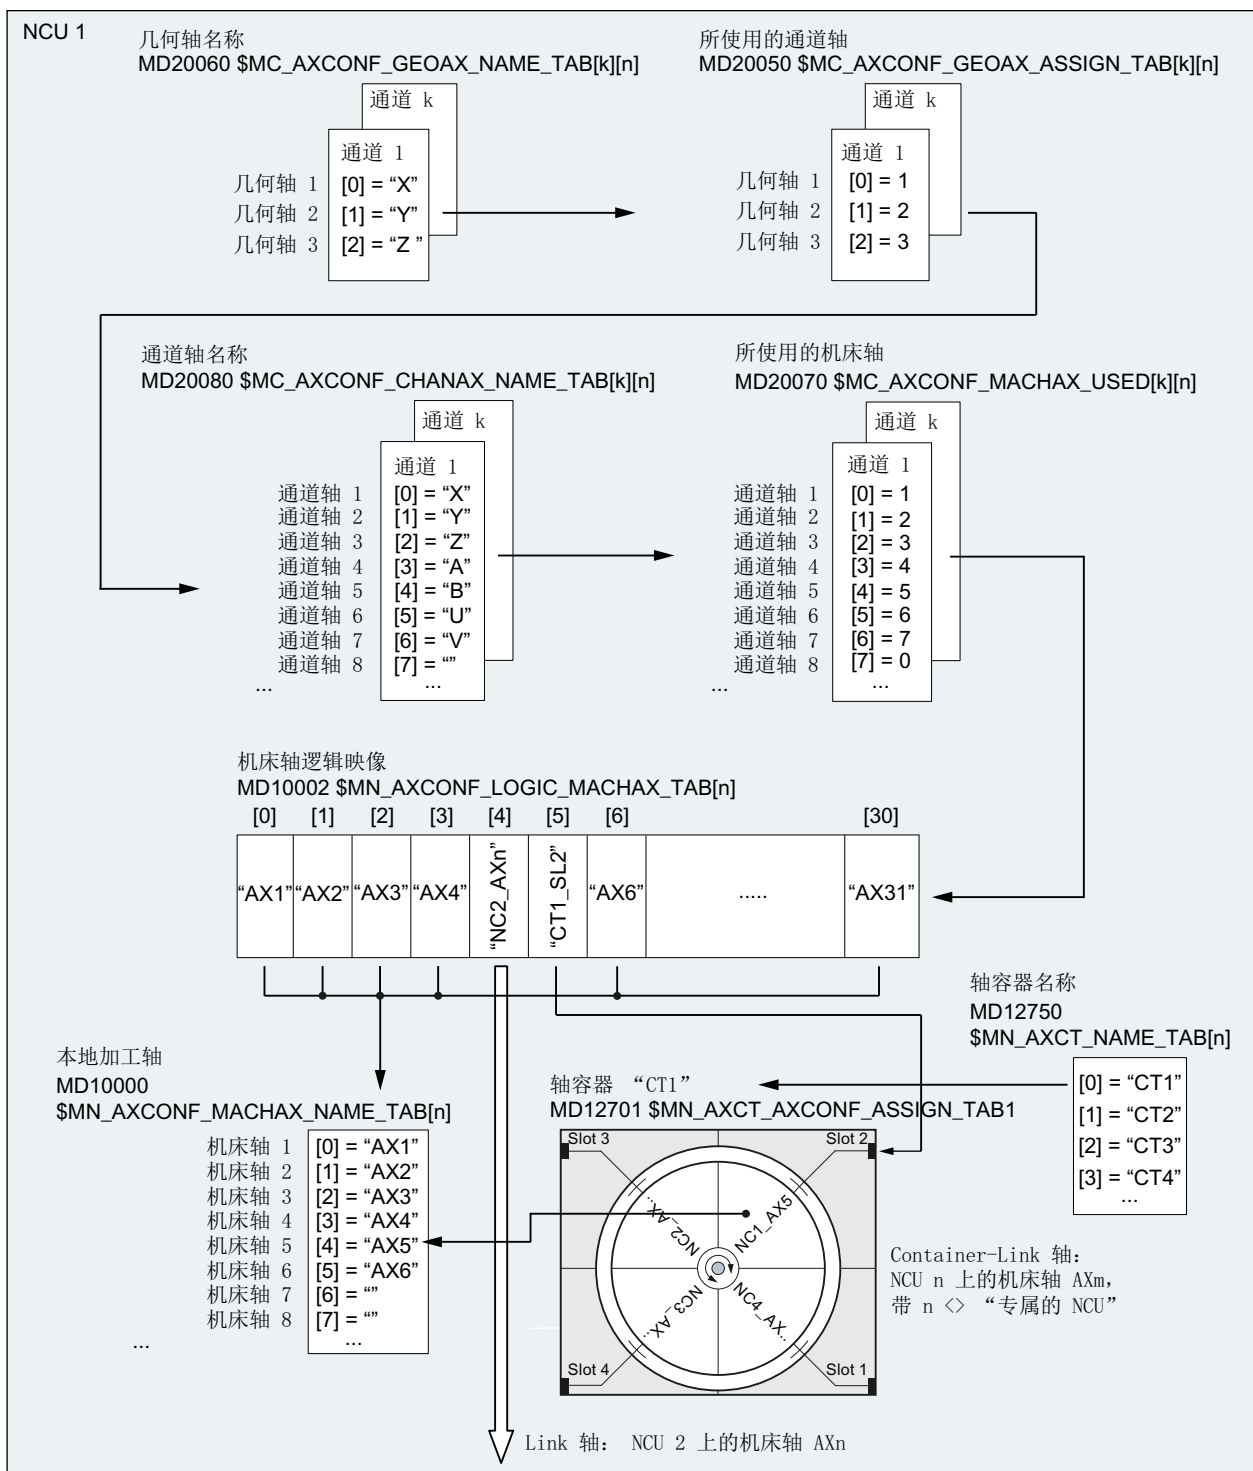 NCU 1
几何轴名称
MD20060 $MC_AXCONF_GEOAX_NAME_TAB[k][n]
通道 k
通道 1
几何轴 1 [0] = “X”
几何轴 2 [1] = “Y”
几何轴 3 [2] = “Z ”
所使用的通道轴
MD20050 $MC_AXCONF_GEOAX_ASSIGN_TAB[k][n]
通道 k
通道 1
几何轴 1 [0] = 1
几何轴 2 [1] = 2
几何轴 3 [2] = 3
通道轴名称
MD20080 $MC_AXCONF_CHANAX_NAME_TAB[k][n]
通道 k
通道 1
通道轴 1 [0] = “X”
通道轴 2 [1] = “Y”
通道轴 3 [2] = “Z”
通道轴 4 [3] = “A”
通道轴 5 [4] = “B”
通道轴 6 [5] = “U”
通道轴 7 [6] = “V”
通道轴 8 [7] = “”
... ...
所使用的机床轴
MD20070 $MC_AXCONF_MACHAX_USED[k][n]
通道 k
通道 1
通道轴 1 [0] = 1
通道轴 2 [1] = 2
通道轴 3 [2] = 3
通道轴 4 [3] = 4
通道轴 5 [4] = 5
通道轴 6 [5] = 6
通道轴 7 [6] = 7
通道轴 8 [7] = 0
... ...
机床轴逻辑映像
MD10002 $MN_AXCONF_LOGIC_MACHAX_TAB[n]
[0] [1] [2] [3] [4] [5] [6] [30]
“AX1” “AX2” “AX3” “AX4” “NC2_AXn” “CT1_SL2” “AX6” ..... “AX31”
轴容器名称
MD12750
$MN_AXCT_NAME_TAB[n]
[0] = “CT1”
[1] = “CT2”
[2] = “CT3”
[3] = “CT4”
...
本地加工轴
MD10000
$MN_AXCONF_MACHAX_NAME_TAB[n]
机床轴 1 [0] = “AX1”
机床轴 2 [1] = “AX2”
机床轴 3 [2] = “AX3”
机床轴 4 [3] = “AX4”
机床轴 5 [4] = “AX5”
机床轴 6 [5] = “AX6”
机床轴 7 [6] = “”
机床轴 8 [7] = “”
... ...
轴容器 “CT1”
MD12701 $MN_AXCT_AXCONF_ASSIGN_TAB1
Slot 3 Slot 2
NC2_AX... NC1_AX5
NC3_AX... NC4_AX...
Slot 4 Slot 1
Container-Link 轴：
NCU n 上的机床轴 AXm，
带 n <> “专属的 NCU”
Link 轴： NCU 2 上的机床轴 AXn